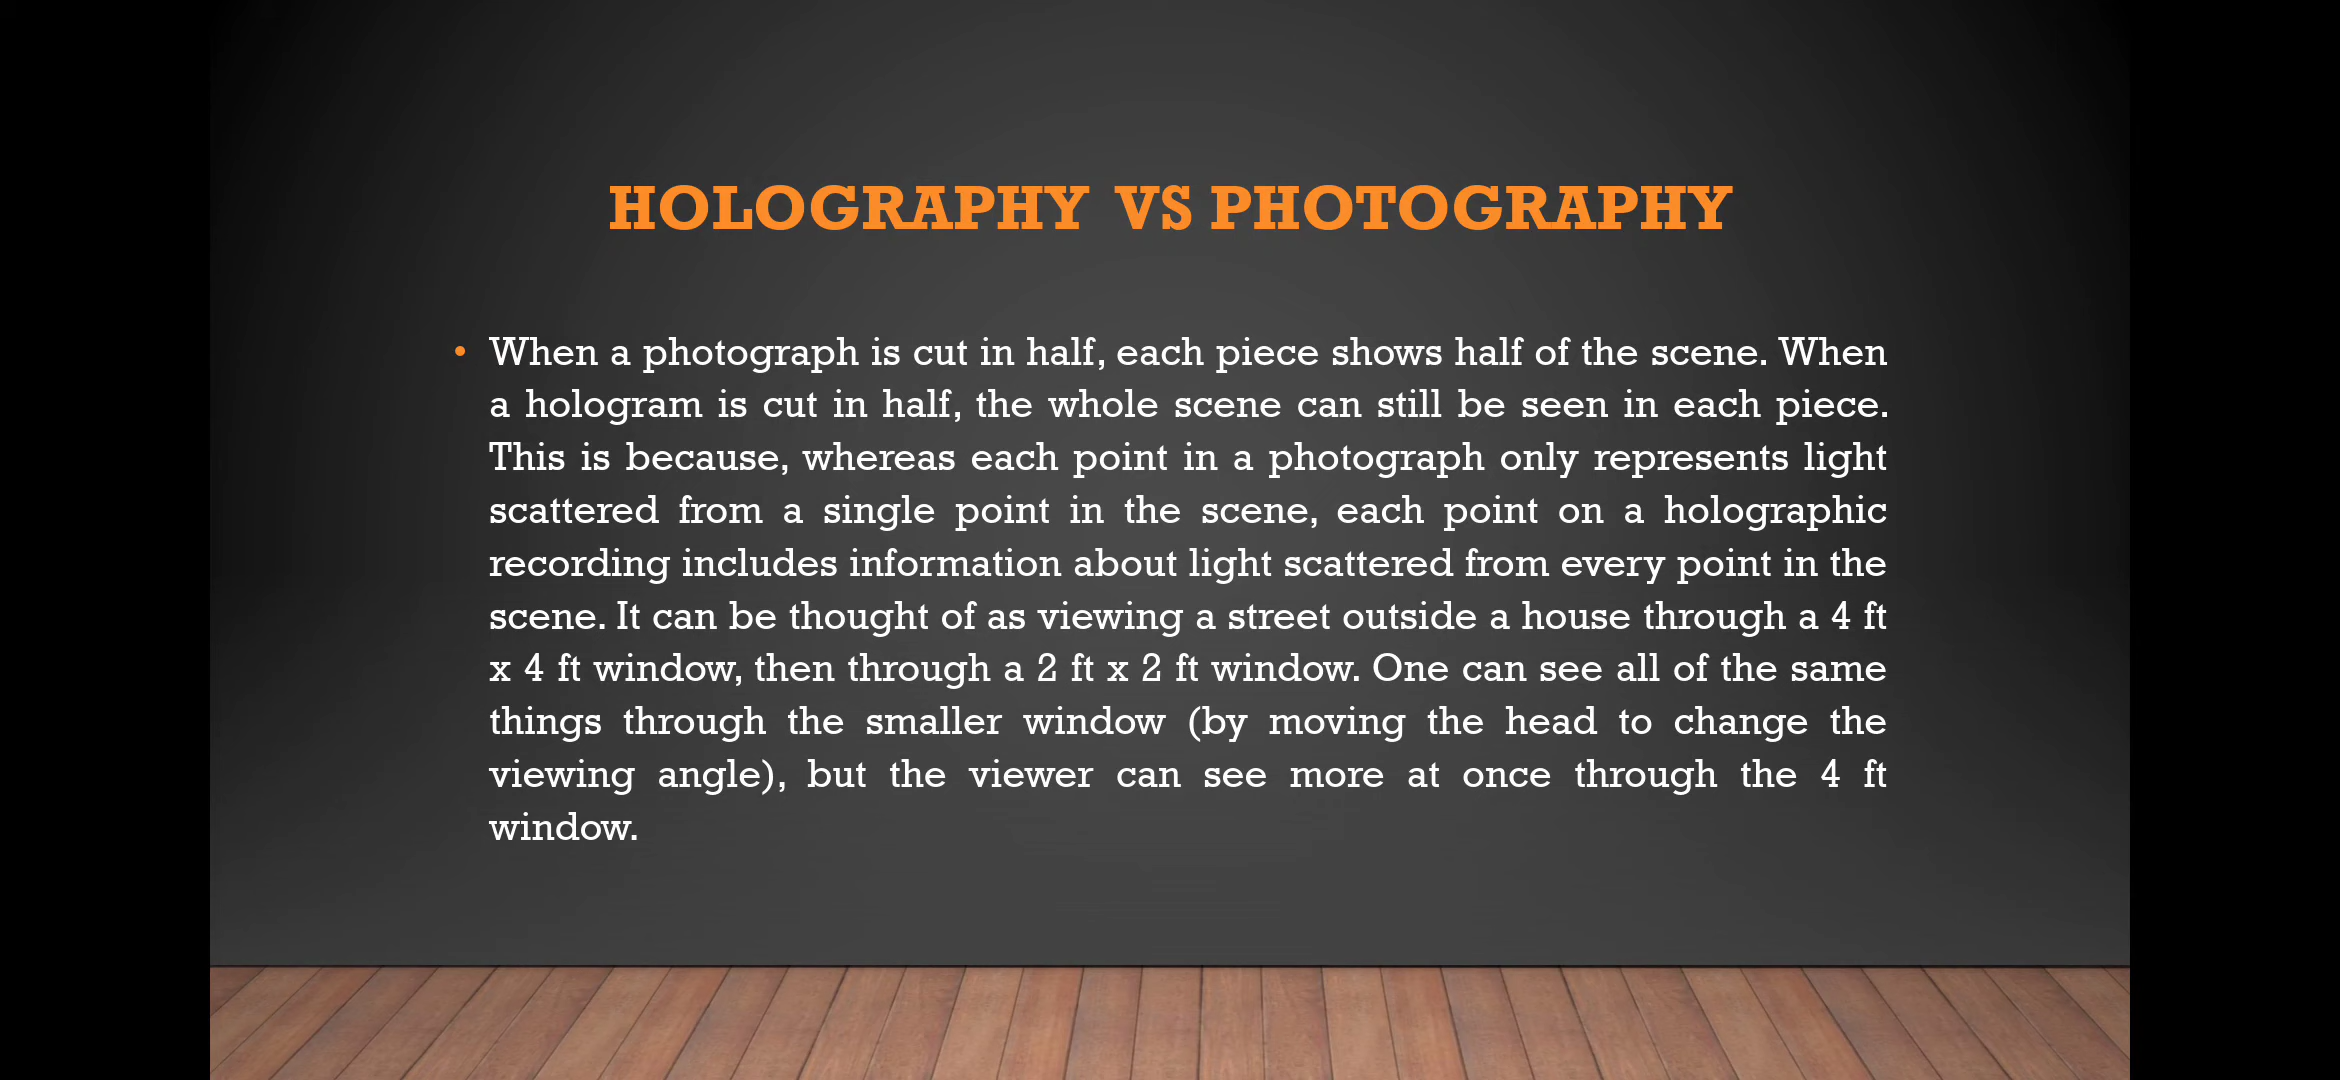 HOLOGRAPHY VS PHOTOGRAPHY
• When a photograph is cut in half, each piece shows half of the scene. When
a hologram is cut in half, the whole scene can still be seen in each piece.
This is because, whereas each point in a photograph only represents light
scattered from a single point in the scene, each point on a holographic
recording includes information about light scattered from every point in the
scene. It can be thought of as viewing a street outside a house through a 4 ft
x 4 ft window, then through a 2 ft x 2 ft window. One can see all of the same
things through the smaller window (by moving the head to change the
viewing angle), but the viewer can see more at once through the 4 ft
window.